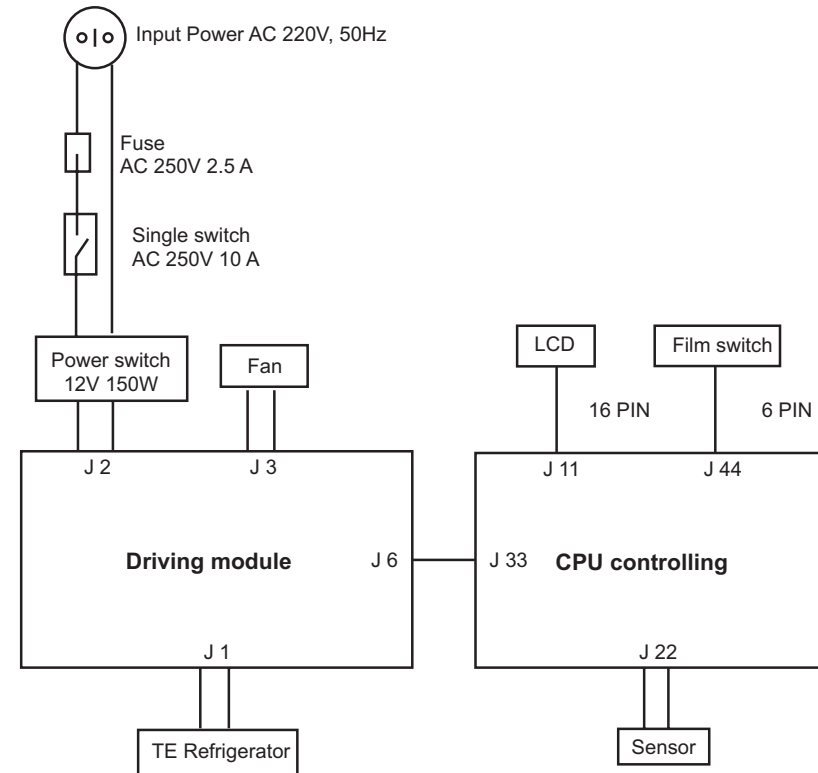 Input Power AC 220V, 50Hz
Fuse
AC 250V 2.5 A
Single switch
AC 250V 10 A
Power switch
12V 150W
Fan
LCD
Film switch
16 PIN
6 PIN
J 2
J 3
J 11
J 44
Driving module
J 6
J 33
CPU controlling
J 1
J 22
TE Refrigerator
Sensor